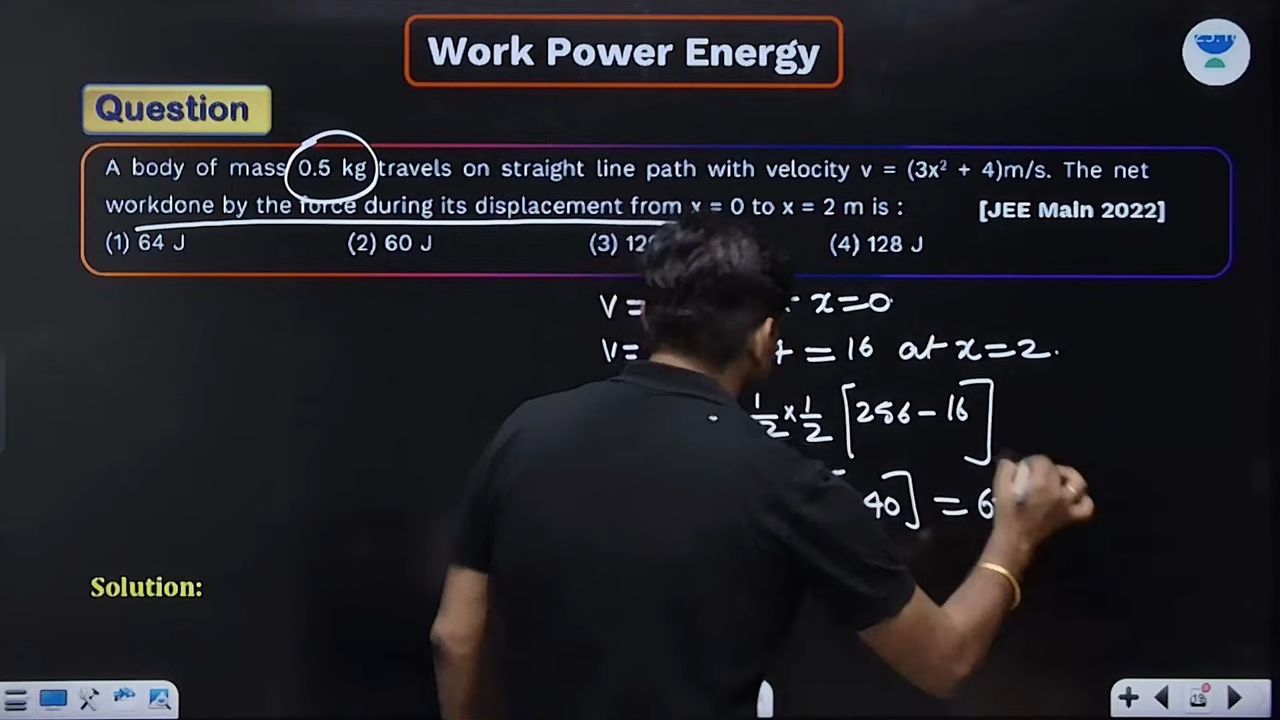 Work Power Energy
Question
A body of mass 0.5 kg travels on straight line path with velocity v = (3x² + 4)m/s. The net
workdone by the force during its displacement from x = 0 to x = 2 m is : [JEE Main 2022]
(1) 64 J (2) 60 J (3) 12 (4) 128 J
v = x=0
v= + = 16 at x=2.
1/2 × 1/2 [256 - 16]
40] = 6
Solution: